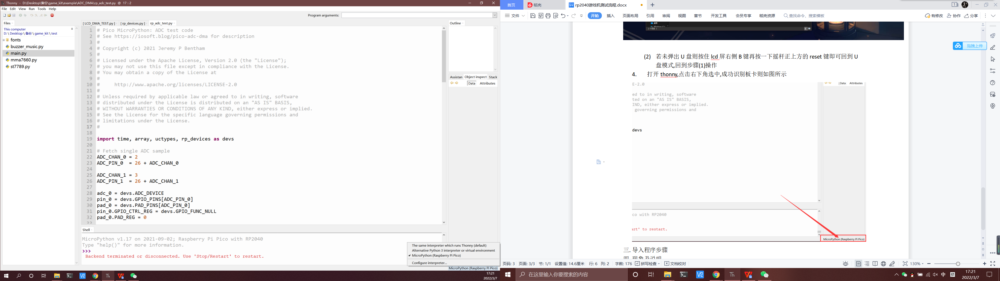 Thonny - D:\Desktop\备份\game_kit\example\ADC_DMA\rp_adc_test.py @ 17 : 2
File Edit View Run Tools Help
Program arguments:
Files
This computer
D: \ Desktop \ 备份 \ game_kit \ test
fonts
buzzer_music.py
main.py
mma7660.py
st7789.py
[ LCD_DMA_TEST.py ] [ rp_devices.py ] rp_adc_test.py
1 # Pico MicroPython: ADC test code
2 # See https://iosoft.blog/pico-adc-dma for description
3 #
4 # Copyright (c) 2021 Jeremy P Bentham
5 #
6 # Licensed under the Apache License, Version 2.0 (the "License");
7 # you may not use this file except in compliance with the License.
8 # You may obtain a copy of the License at
9 #
10 #     http://www.apache.org/licenses/LICENSE-2.0
11 #
12 # Unless required by applicable law or agreed to in writing, software
13 # distributed under the License is distributed on an "AS IS" BASIS,
14 # WITHOUT WARRANTIES OR CONDITIONS OF ANY KIND, either express or implied.
15 # See the License for the specific language governing permissions and
16 # limitations under the License.
17 #
18
19 import time, array, uctypes, rp_devices as devs
20
21 # Fetch single ADC sample
22 ADC_CHAN_0 = 2
23 ADC_PIN_0  = 26 + ADC_CHAN_0
24
25 ADC_CHAN_1 = 3
26 ADC_PIN_1  = 26 + ADC_CHAN_1
27
28 adc_0 = devs.ADC_DEVICE
29 pin_0 = devs.GPIO_PINS[ADC_PIN_0]
30 pad_0 = devs.PAD_PINS[ADC_PIN_0]
31 pin_0.GPIO_CTRL_REG = devs.GPIO_FUNC_NULL
32 pad_0.PAD_REG = 0
33
Outline
Assistan Object inspect Stack
Data Attributes
Shell
MicroPython v1.17 on 2021-09-02; Raspberry Pi Pico with RP2040
Type "help()" for more information.
>>>
Backend terminated or disconnected. Use 'Stop/Restart' to restart.
The same interpreter which runs Thonny (default)
Alternative Python 3 interpreter or virtual environment
✓ MicroPython (Raspberry Pi Pico)
Configure interpreter...
MicroPython (Raspberry Pi Pico)
17:21
2022/3/7
首页 稻壳 rp2040游戏机测试流程.docx
文件 开始 插入 页面布局 引用 审阅 视图 章节 开发工具 会员专享 稻壳资源 查找命令、搜索模板 有修改 协作 分享
拖拽上传
(2) 若未弹出 U 盘则按住 lcd 屏右侧 B 键再按一下摇杆正上方的 reset 键即可回到 U
盘模式,回到步骤(1)操作
4. 打开 thonny,点击右下角选中,成功识别板卡则如图所示
E-2.0
Data Attributes
ed to in writing, software
ted on an "AS IS" BASIS,
IND, either express or implied.
governing permissions and
devs
co with RP2040
art' to restart.
MicroPython (Raspberry Pi Pico)
三. 导入程序步骤
四. 现象及说明
页码: 3 页面: 3/3 节: 1/1 设置值: 14.6厘米 行: 6 列: 2 字数: 176 拼写检查 文档校对 130%
在这里输入你要搜索的内容
中 拼
17:21
2022/3/7